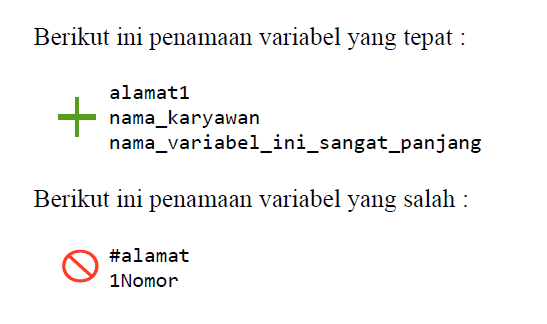 Berikut ini penamaan variabel yang tepat :
alamat1
nama_karyawan
nama_variabel_ini_sangat_panjang
Berikut ini penamaan variabel yang salah :
#alamat
1Nomor